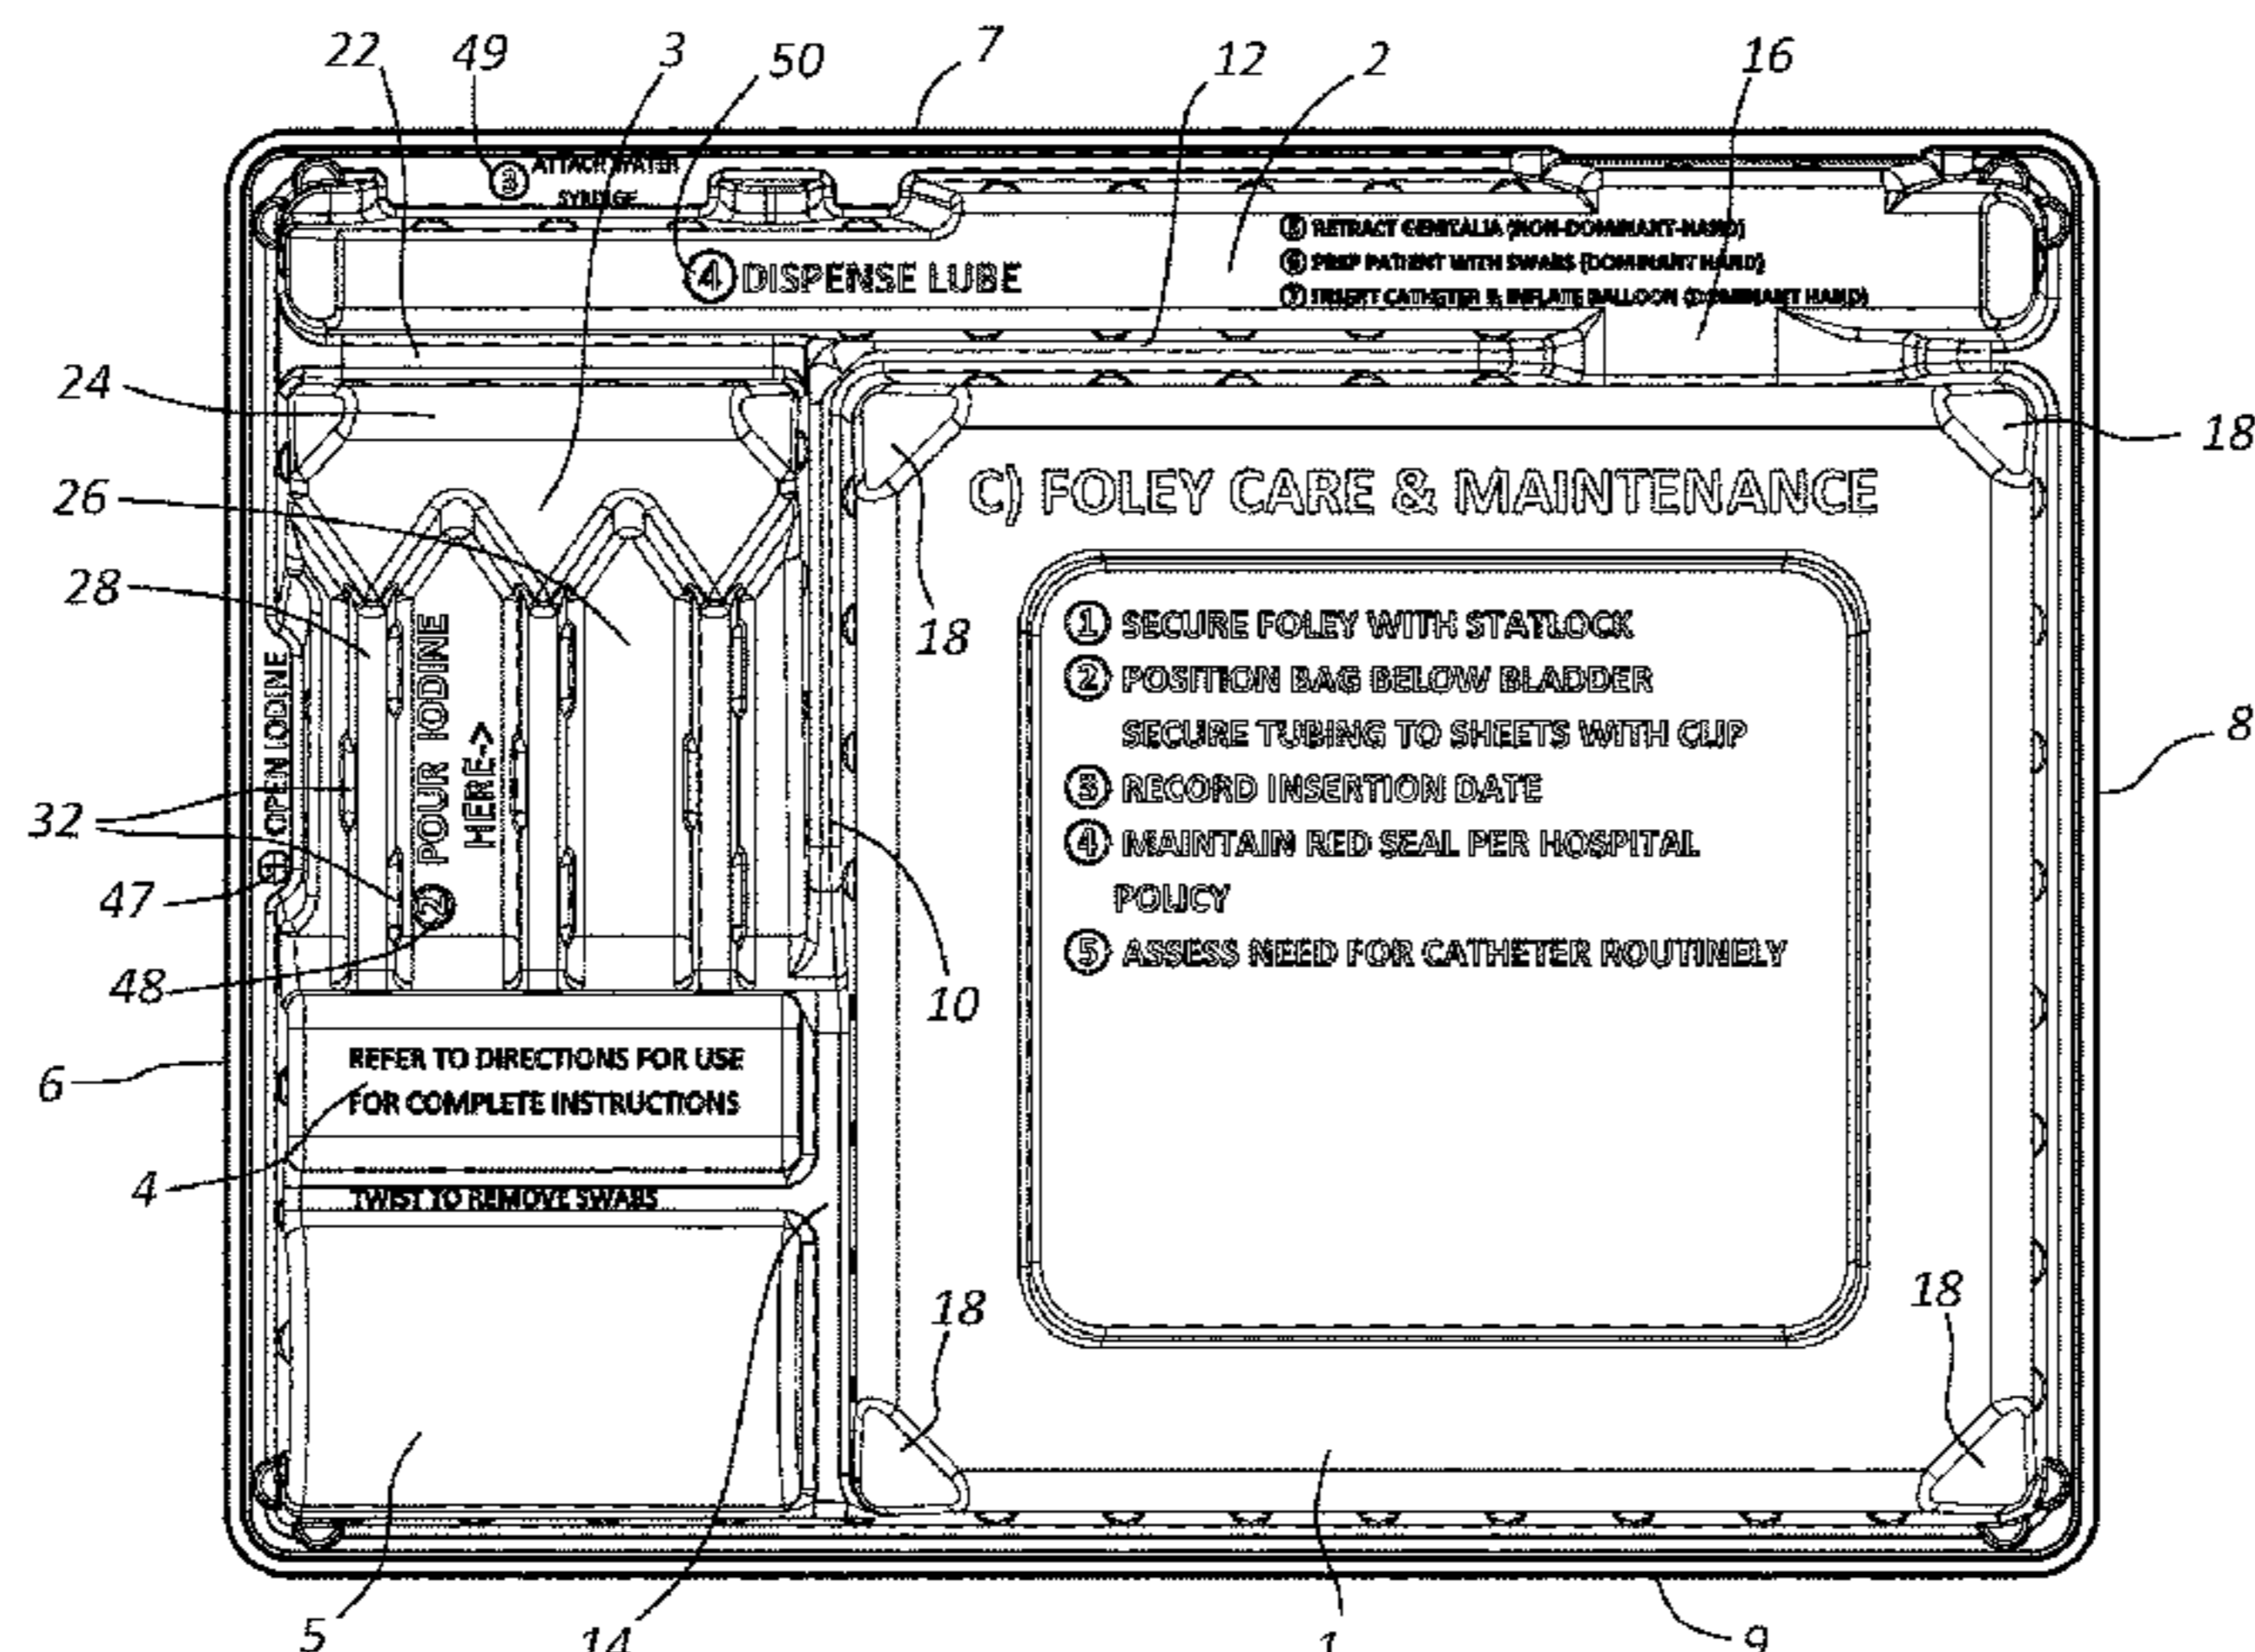 22 49 3 50 7 12 2 16
③ ATTACH WATER
SYRINGE
④ DISPENSE LUBE
⑤ RETRACT GENITALIA (NON-DOMINANT-HAND)
⑥ PREP PATIENT WITH SWABS (DOMINANT HAND)
⑦ INSERT CATHETER & INFLATE BALLOON (DOMINANT HAND)
24
26
28
32
47
48
6
4
① OPEN IODINE
② POUR IODINE
HERE->
REFER TO DIRECTIONS FOR USE
FOR COMPLETE INSTRUCTIONS
TWIST TO REMOVE SWABS
C) FOLEY CARE & MAINTENANCE
① SECURE FOLEY WITH STATLOCK
② POSITION BAG BELOW BLADDER
SECURE TUBING TO SHEETS WITH CLIP
③ RECORD INSERTION DATE
④ MAINTAIN RED SEAL PER HOSPITAL
POLICY
⑤ ASSESS NEED FOR CATHETER ROUTINELY
18
18
8
10
18
18
5 14 1 9